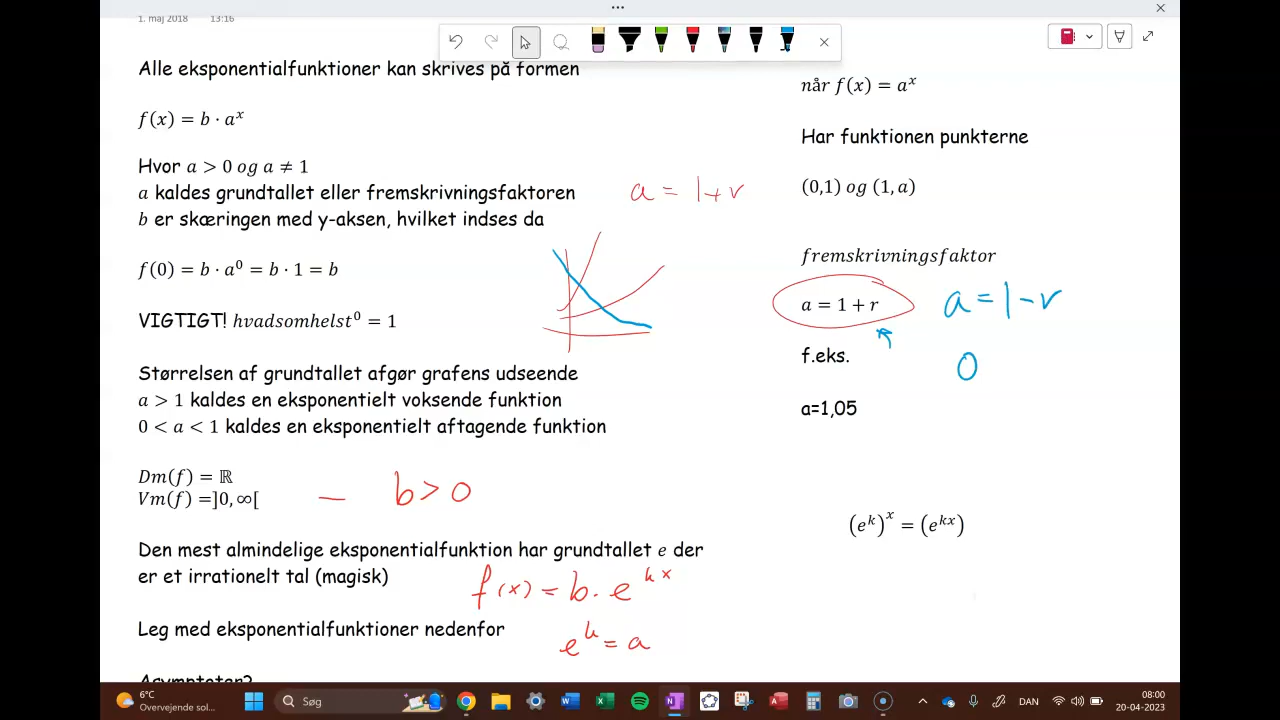 1. maj 2018 13:16
Alle eksponentialfunktioner kan skrives på formen
f(x) = b · aˣ
Hvor a > 0 og a ≠ 1
a kaldes grundtallet eller fremskrivningsfaktoren
b er skæringen med y-aksen, hvilket indses da
f(0) = b · a⁰ = b · 1 = b
VIGTIGT! hvadsomhelst⁰ = 1
Størrelsen af grundtallet afgør grafens udseende
a > 1 kaldes en eksponentielt voksende funktion
0 < a < 1 kaldes en eksponentielt aftagende funktion
Dm(f) = ℝ
Vm(f) =]0, ∞[
— b > 0
Den mest almindelige eksponentialfunktion har grundtallet e der
er et irrationelt tal (magisk)
f(x) = b · e^kx
Leg med eksponentialfunktioner nedenfor
e^k = a
Asymptoter?
a = 1+r
når f(x) = aˣ
Har funktionen punkterne
(0,1) og (1, a)
fremskrivningsfaktor
a = 1 + r
a = 1 - r
f.eks.
0
a=1,05
(e^k)^x = (e^kx)
6°C
Overvejende sol...
Søg
DAN
08:00
20-04-2023